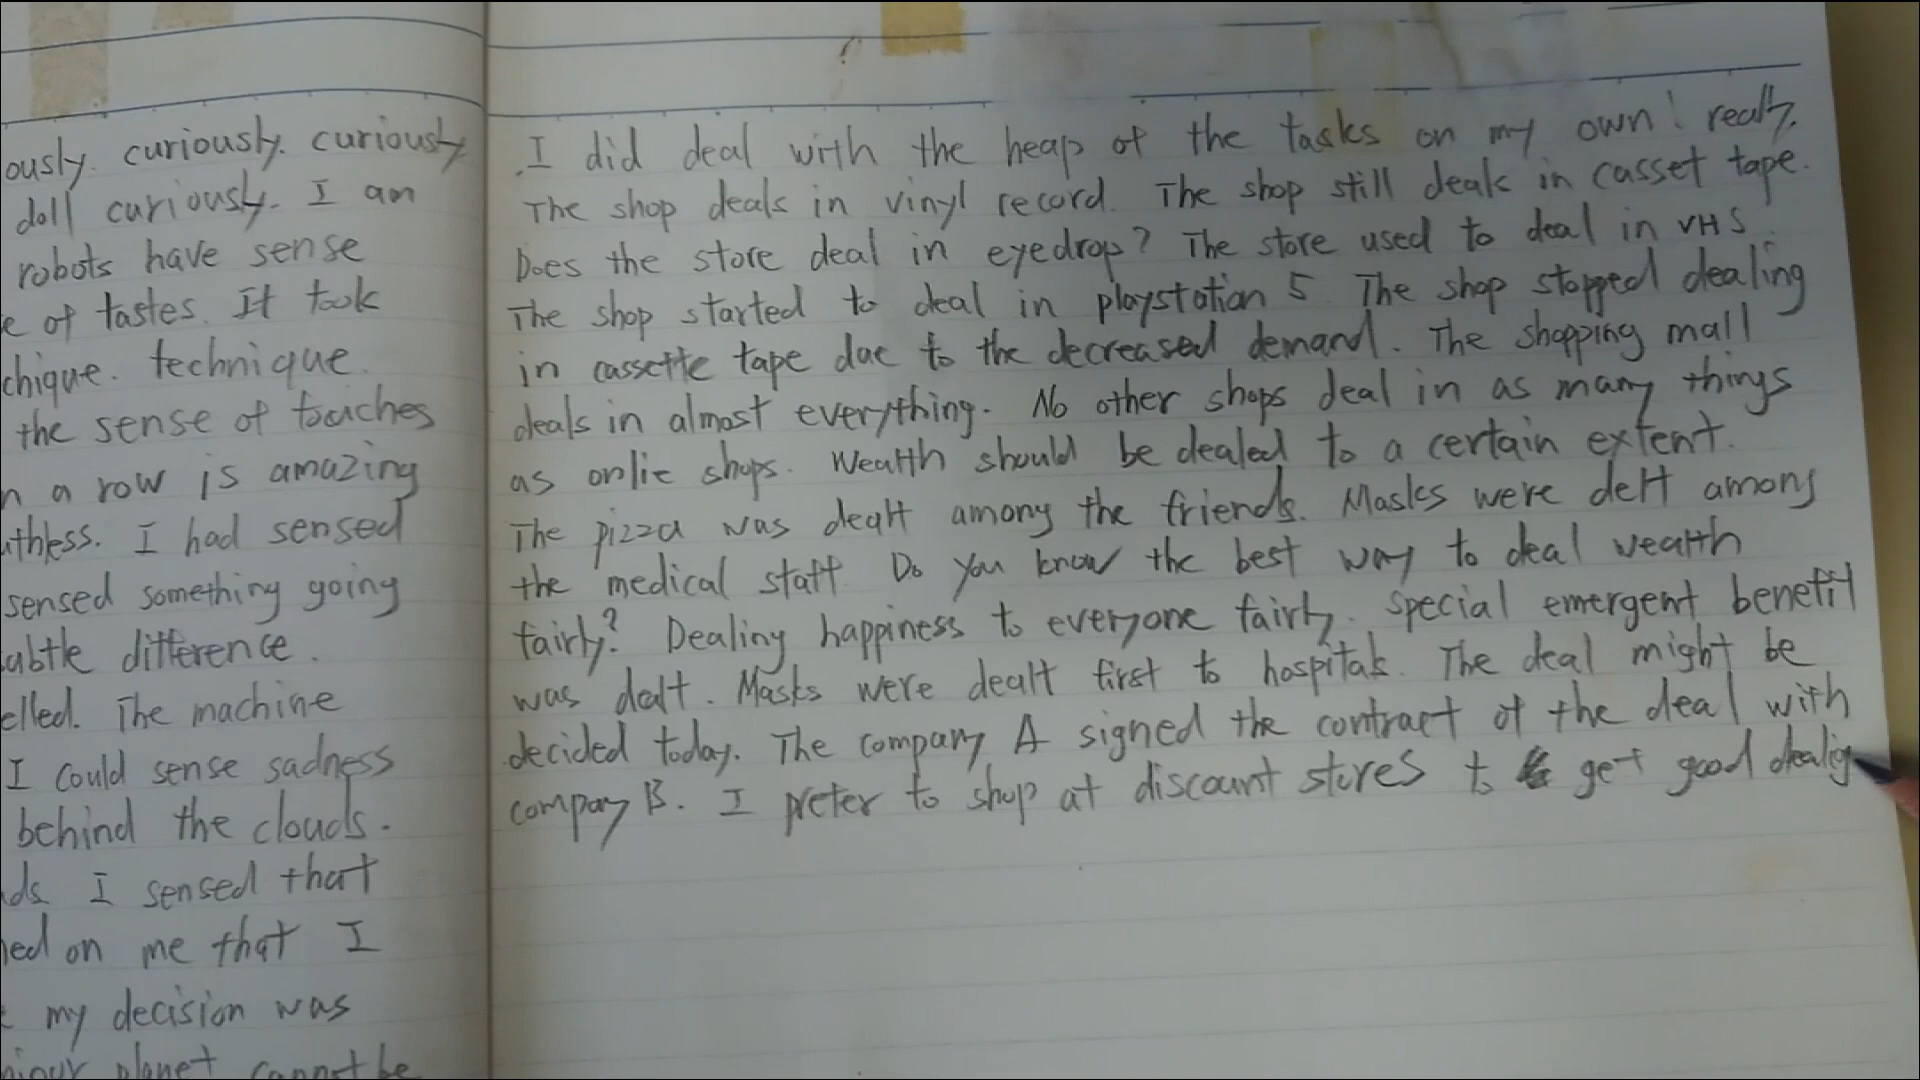 ously. curiously. curiously
doll curiously. I am
robots have sense
e of tastes. It took
chique. technique.
the sense of touches
n a row is amazing
uthless. I had sensed
sensed something going
subtle difference.
elled. The machine
I could sense sadness
behind the clouds.
ds I sensed that
ned on me that I
my decision was
planet cannot be
I did deal with the heap of the tasks on my own! really.
The shop deals in vinyl record. The shop still deals in casset tape.
Does the store deal in eyedrop? The store used to deal in VHS.
The shop started to deal in playstation 5. The shop stopped dealing
in cassette tape due to the decreased demand. The shopping mall
deals in almost everything. No other shops deal in as many things
as onlie shops. Wealth should be dealed to a certain extent.
The pizza was dealt among the friends. Masks were delt among
the medical staff. Do you know the best way to deal wealth
fairly? Dealing happiness to everyone fairly. Special emergent benefit
was dalt. Masks were dealt first to hospitals. The deal might be
decided today. The company A signed the contract of the deal with
compay B. I prefer to shop at discount stores to get good dealig